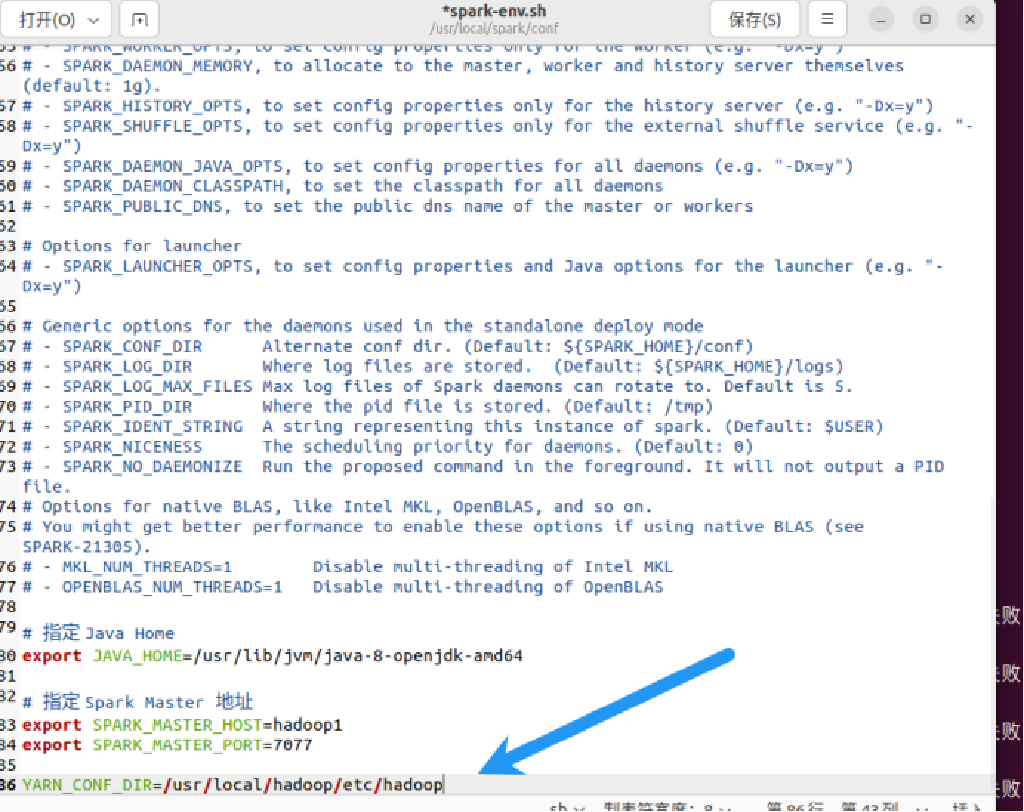 打开(O)
*spark-env.sh
/usr/local/spark/conf
保存(S)
55 # - SPARK_WORKER_OPTS, to set config properties only for the worker (e.g. "-Dx=y")
56 # - SPARK_DAEMON_MEMORY, to allocate to the master, worker and history server themselves
(default: 1g).
57 # - SPARK_HISTORY_OPTS, to set config properties only for the history server (e.g. "-Dx=y")
58 # - SPARK_SHUFFLE_OPTS, to set config properties only for the external shuffle service (e.g. "-
Dx=y")
59 # - SPARK_DAEMON_JAVA_OPTS, to set config properties for all daemons (e.g. "-Dx=y")
60 # - SPARK_DAEMON_CLASSPATH, to set the classpath for all daemons
61 # - SPARK_PUBLIC_DNS, to set the public dns name of the master or workers
62
63 # Options for launcher
64 # - SPARK_LAUNCHER_OPTS, to set config properties and Java options for the launcher (e.g. "-
Dx=y")
65
66 # Generic options for the daemons used in the standalone deploy mode
67 # - SPARK_CONF_DIR      Alternate conf dir. (Default: ${SPARK_HOME}/conf)
68 # - SPARK_LOG_DIR       Where log files are stored.  (Default: ${SPARK_HOME}/logs)
69 # - SPARK_LOG_MAX_FILES Max log files of Spark daemons can rotate to. Default is 5.
70 # - SPARK_PID_DIR       Where the pid file is stored. (Default: /tmp)
71 # - SPARK_IDENT_STRING  A string representing this instance of spark. (Default: $USER)
72 # - SPARK_NICENESS      The scheduling priority for daemons. (Default: 0)
73 # - SPARK_NO_DAEMONIZE  Run the proposed command in the foreground. It will not output a PID
file.
74 # Options for native BLAS, like Intel MKL, OpenBLAS, and so on.
75 # You might get better performance to enable these options if using native BLAS (see
SPARK-21305).
76 # - MKL_NUM_THREADS=1        Disable multi-threading of Intel MKL
77 # - OPENBLAS_NUM_THREADS=1   Disable multi-threading of OpenBLAS
78
79 # 指定 Java Home
80 export JAVA_HOME=/usr/lib/jvm/java-8-openjdk-amd64
81
82 # 指定 Spark Master 地址
83 export SPARK_MASTER_HOST=hadoop1
84 export SPARK_MASTER_PORT=7077
85
86 YARN_CONF_DIR=/usr/local/hadoop/etc/hadoop
sh
制表符宽度：8
第 86 行，第 43 列
插入
败
败
败
败